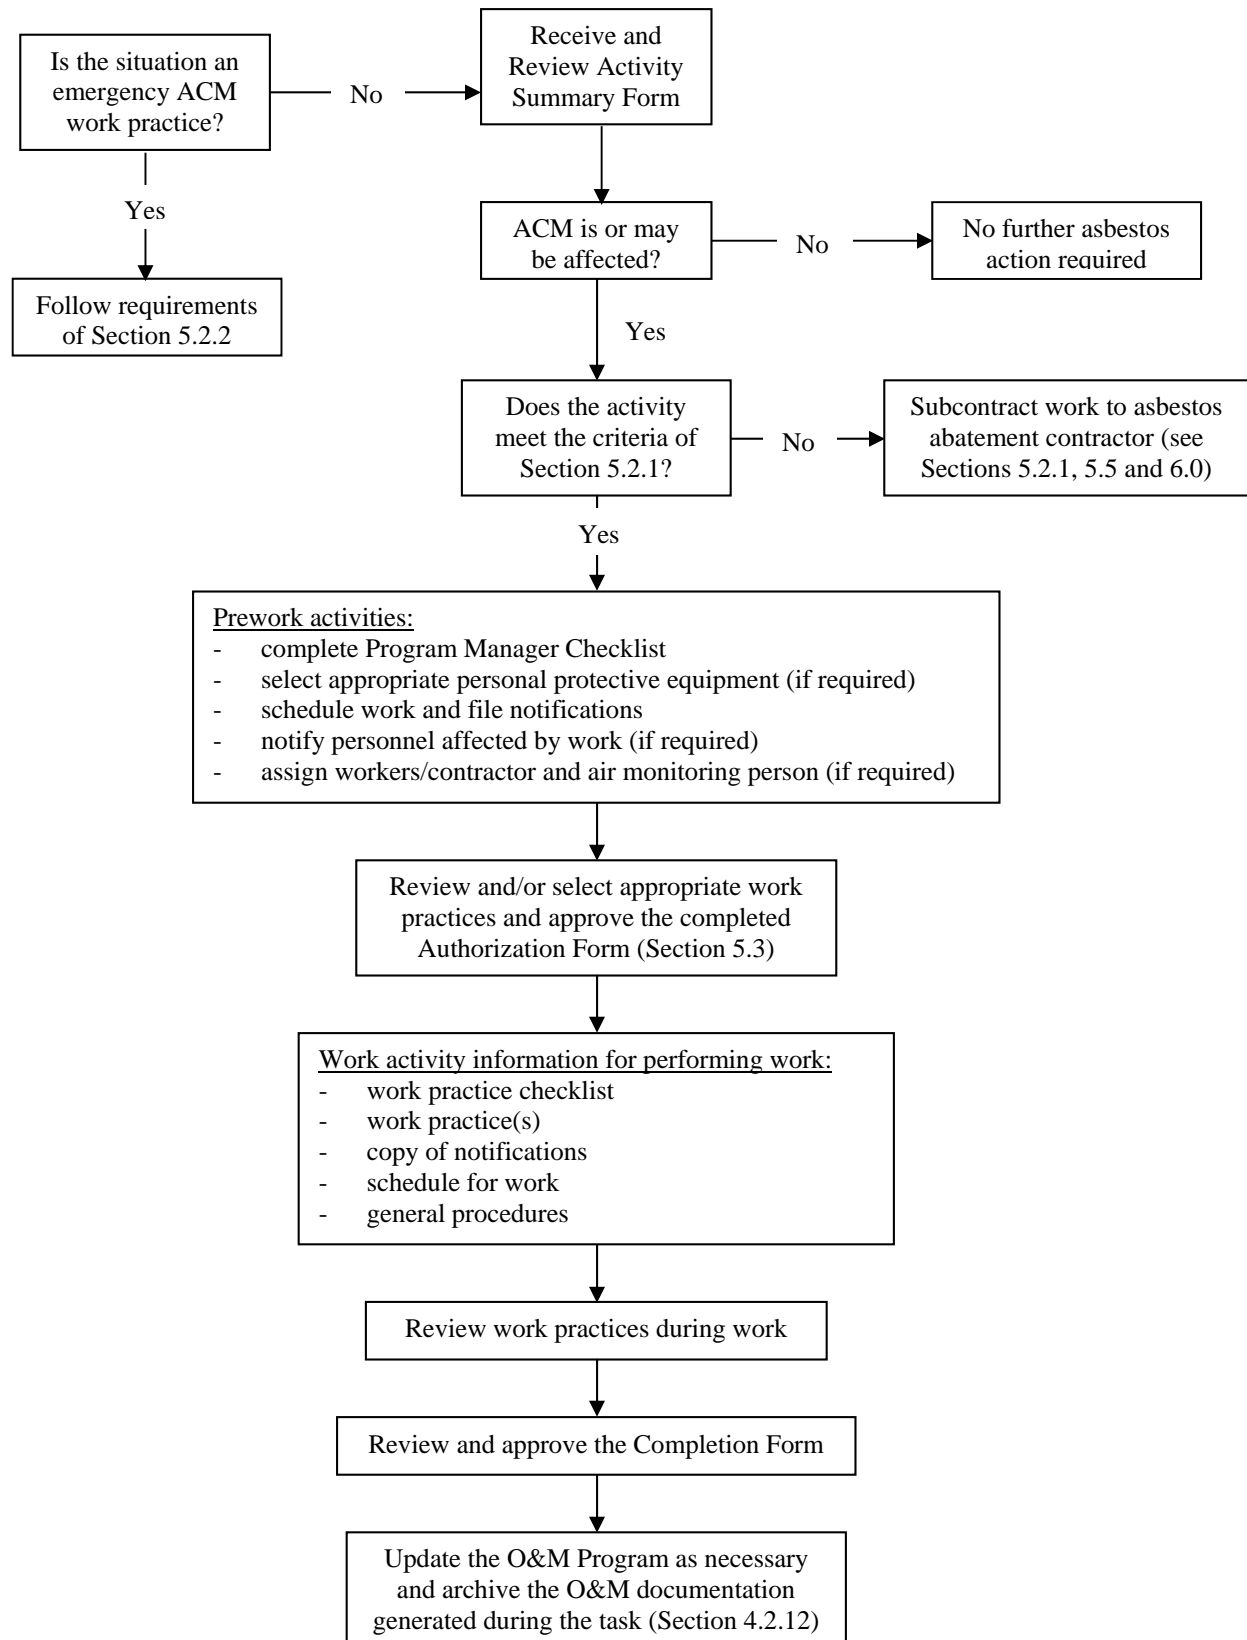 Is the situation an
emergency ACM
work practice?
No
Receive and
Review Activity
Summary Form
Yes
Follow requirements
of Section 5.2.2
ACM is or may
be affected?
No
No further asbestos
action required
Yes
Does the activity
meet the criteria of
Section 5.2.1?
No
Subcontract work to asbestos
abatement contractor (see
Sections 5.2.1, 5.5 and 6.0)
Yes
Prework activities:
- complete Program Manager Checklist
- select appropriate personal protective equipment (if required)
- schedule work and file notifications
- notify personnel affected by work (if required)
- assign workers/contractor and air monitoring person (if required)
Review and/or select appropriate work
practices and approve the completed
Authorization Form (Section 5.3)
Work activity information for performing work:
- work practice checklist
- work practice(s)
- copy of notifications
- schedule for work
- general procedures
Review work practices during work
Review and approve the Completion Form
Update the O&M Program as necessary
and archive the O&M documentation
generated during the task (Section 4.2.12)